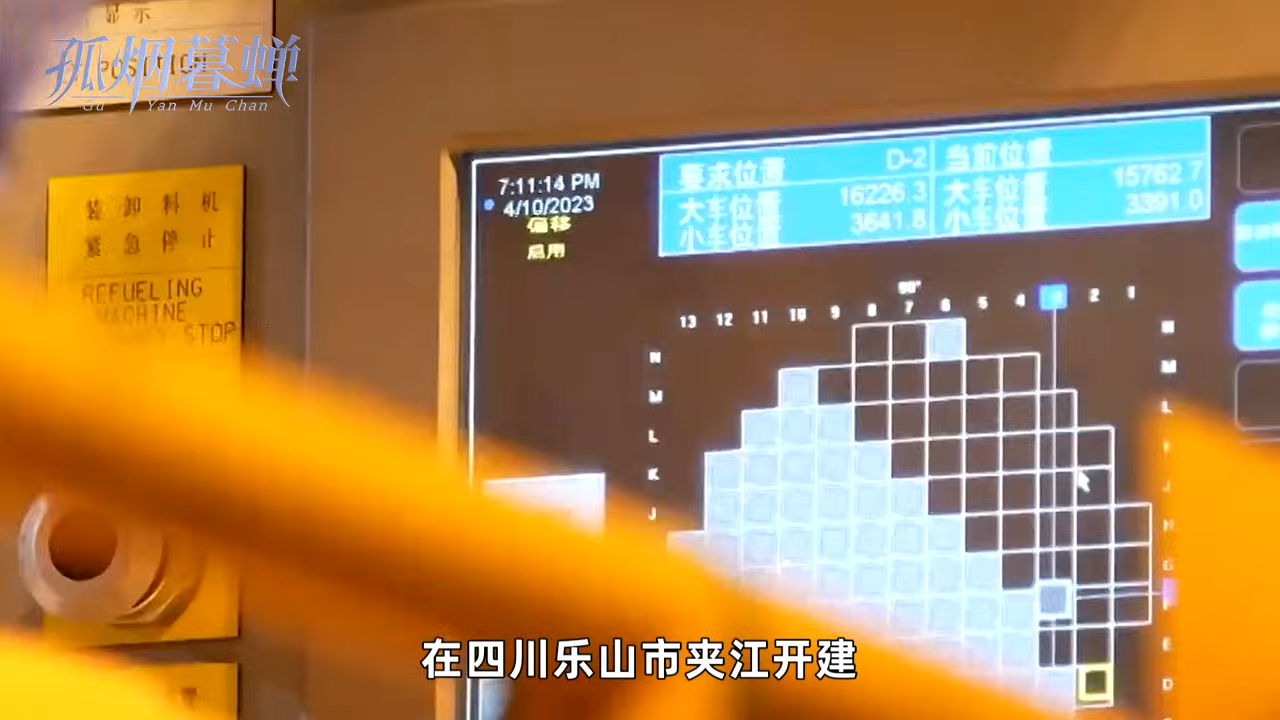 显示
POSITION
孤烟暮蝉
Gu Yan Mu Chan
装卸料机
紧急停止
REFUELING
MACHINE
STOP
7:11:14 PM
4/10/2023
偏移
启用
要求位置 D-2 当前位置
大车位置 16226.3 大车位置 15762.7
小车位置 3641.8 小车位置 3391.0
90°
13 12 11 10 9 8 7 6 5 4 3 2 1
N N
M M
L L
K
J J
H
G
E
D
在四川乐山市夹江开建